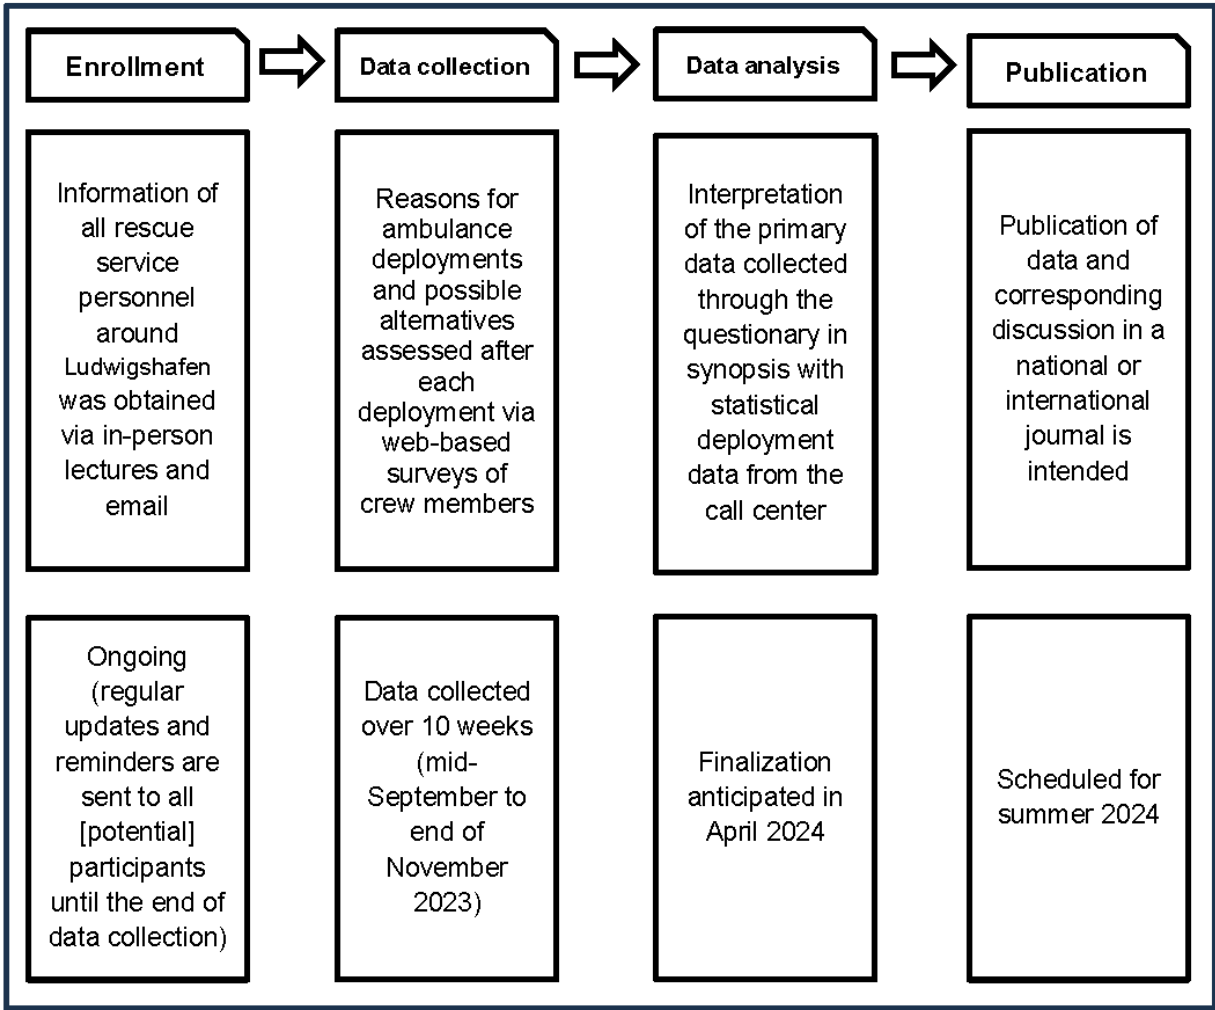 Enrollment
Data collection
Data analysis
Publication
Information of
all rescue
service
personnel
around
Ludwigshafen
was obtained
via in-person
lectures and
email
Reasons for
ambulance
deployments
and possible
alternatives
assessed after
each
deployment via
web-based
surveys of
crew members
Interpretation
of the primary
data collected
through the
questionary in
synopsis with
statistical
deployment
data from the
call center
Publication of
data and
corresponding
discussion in a
national or
international
journal is
intended
Ongoing
(regular
updates and
reminders are
sent to all
[potential]
participants
until the end of
data collection)
Data collected
over 10 weeks
(mid-
September to
end of
November
2023)
Finalization
anticipated in
April 2024
Scheduled for
summer 2024